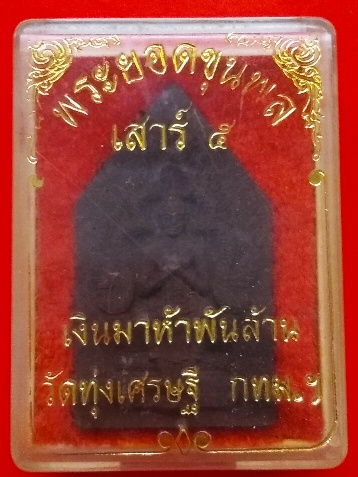 พระยอดขุนพล
เสาร์ ๕
เงินมาห้าพันล้าน
วัดทุ่งเศรษฐี กทม.ฯ